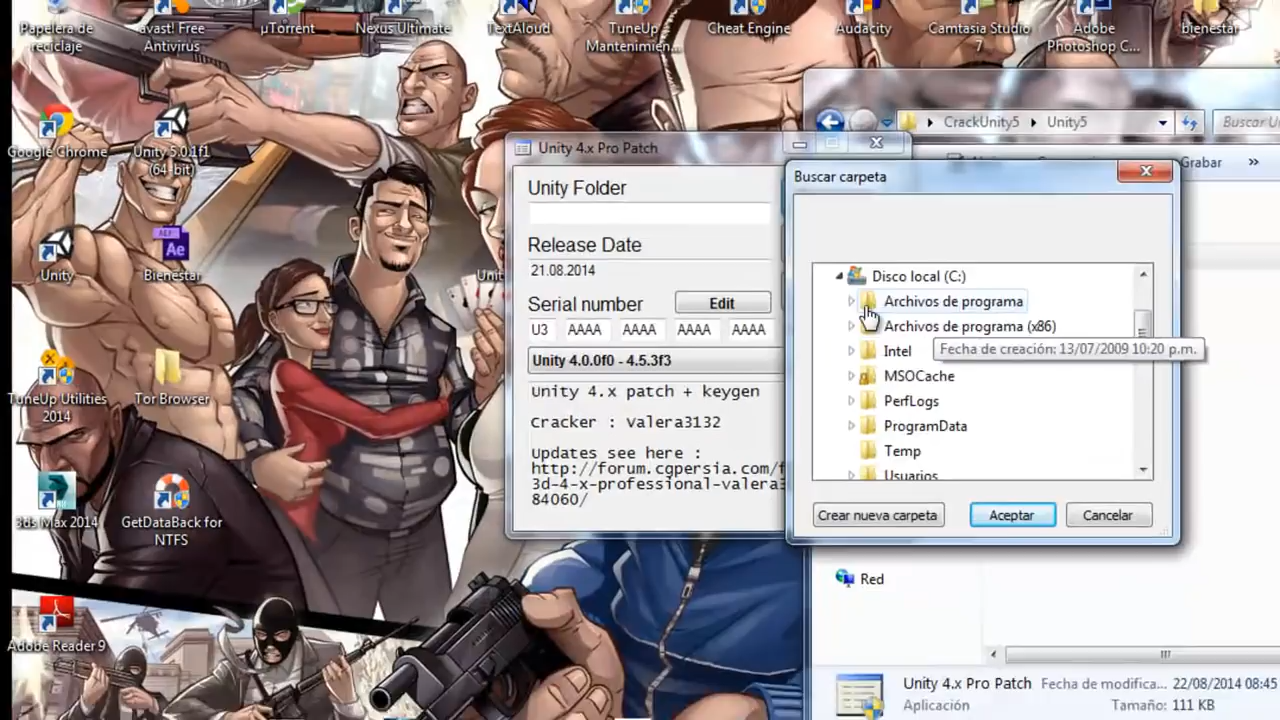 Papelera de
reciclaje
avast! Free
Antivirus
µTorrent
Nexus Ultimate
TextAloud
TuneUp
Mantenimien...
Cheat Engine
Audacity
Camtasia Studio
7
Adobe
Photoshop C...
bienestar
Google Chrome
Unity 5.0.1f1
(64-bit)
Unity
Bienestar
Unit
TuneUp Utilities
2014
Tor Browser
3ds Max 2014
GetDataBack for
NTFS
Adobe Reader 9
CrackUnity5
Unity5
Buscar Un
Grabar
»
Unity 4.x Pro Patch
Unity Folder
Release Date
21.08.2014
Serial number
Edit
U3 AAAA AAAA AAAA AAAA
Unity 4.0.0f0 - 4.5.3f3
Unity 4.x patch + keygen
Cracker : Valera3132
Updates see here :
http://forum.cgpersia.com/f
3d-4-x-professional-valera3
84060/
Buscar carpeta
Disco local (C:)
Archivos de programa
Archivos de programa (x86)
Intel
Fecha de creación: 13/07/2009 10:20 p.m.
MSOCache
PerfLogs
ProgramData
Temp
Usuarios
Crear nueva carpeta
Aceptar
Cancelar
Red
Unity 4.x Pro Patch
Fecha de modifica... 22/08/2014 08:45
Aplicación
Tamaño: 111 KB